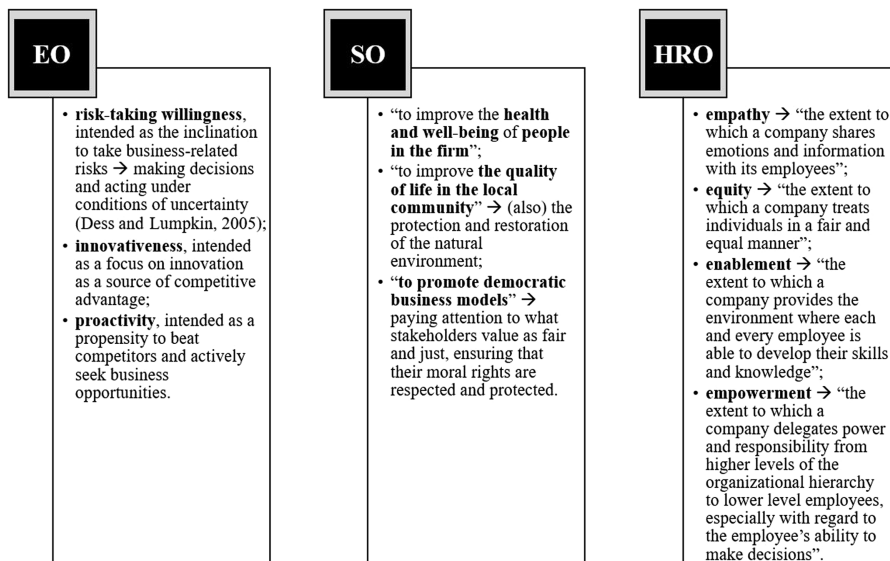 EO
• risk-taking willingness,
intended as the inclination
to take business-related
risks → making decisions
and acting under
conditions of uncertainty
(Dess and Lumpkin, 2005);
• innovativeness, intended
as a focus on innovation
as a source of competitive
advantage;
• proactivity, intended as a
propensity to beat
competitors and actively
seek business
opportunities.
SO
• “to improve the health
and well-being of people
in the firm”;
• “to improve the quality
of life in the local
community” → (also) the
protection and restoration
of the natural
environment;
• “to promote democratic
business models” →
paying attention to what
stakeholders value as fair
and just, ensuring that
their moral rights are
respected and protected.
HRO
• empathy → “the extent to
which a company shares
emotions and information
with its employees”;
• equity → “the extent to
which a company treats
individuals in a fair and
equal manner”;
• enablement → “the
extent to which a
company provides the
environment where each
and every employee is
able to develop their skills
and knowledge”;
• empowerment → “the
extent to which a
company delegates power
and responsibility from
higher levels of the
organizational hierarchy
to lower level employees,
especially with regard to
the employee’s ability to
make decisions”.